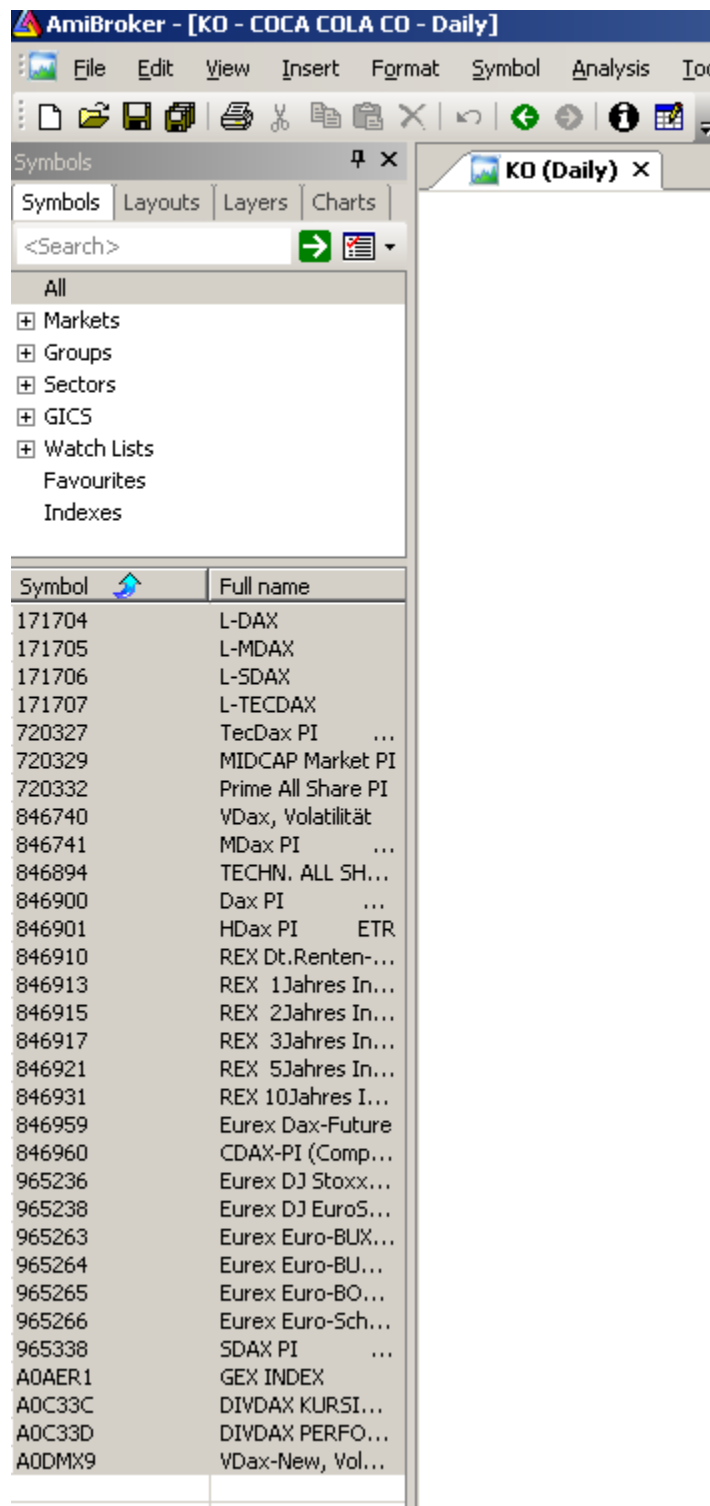 AmiBroker - [KO - COCA COLA CO - Daily]
File Edit View Insert Format Symbol Analysis
Symbols
KO (Daily)
Symbols Layouts Layers Charts
<Search>
All
Markets
Groups
Sectors
GICS
Watch Lists
Favourites
Indexes
Symbol Full name
171704 L-DAX
171705 L-MDAX
171706 L-SDAX
171707 L-TECDAX
720327 TecDax PI ...
720329 MIDCAP Market PI
720332 Prime All Share PI
846740 VDax, Volatilität
846741 MDax PI ...
846894 TECHN. ALL SH...
846900 Dax PI ...
846901 HDax PI ETR
846910 REX Dt.Renten-...
846913 REX 1Jahres In...
846915 REX 2Jahres In...
846917 REX 3Jahres In...
846921 REX 5Jahres In...
846931 REX 10Jahres I...
846959 Eurex Dax-Future
846960 CDAX-PI (Comp...
965236 Eurex DJ Stoxx...
965238 Eurex DJ EuroS...
965263 Eurex Euro-BUX...
965264 Eurex Euro-BU...
965265 Eurex Euro-BO...
965266 Eurex Euro-Sch...
965338 SDAX PI ...
A0AER1 GEX INDEX
A0C33C DIVDAX KURSI...
A0C33D DIVDAX PERFO...
A0DMX9 VDax-New, Vol...